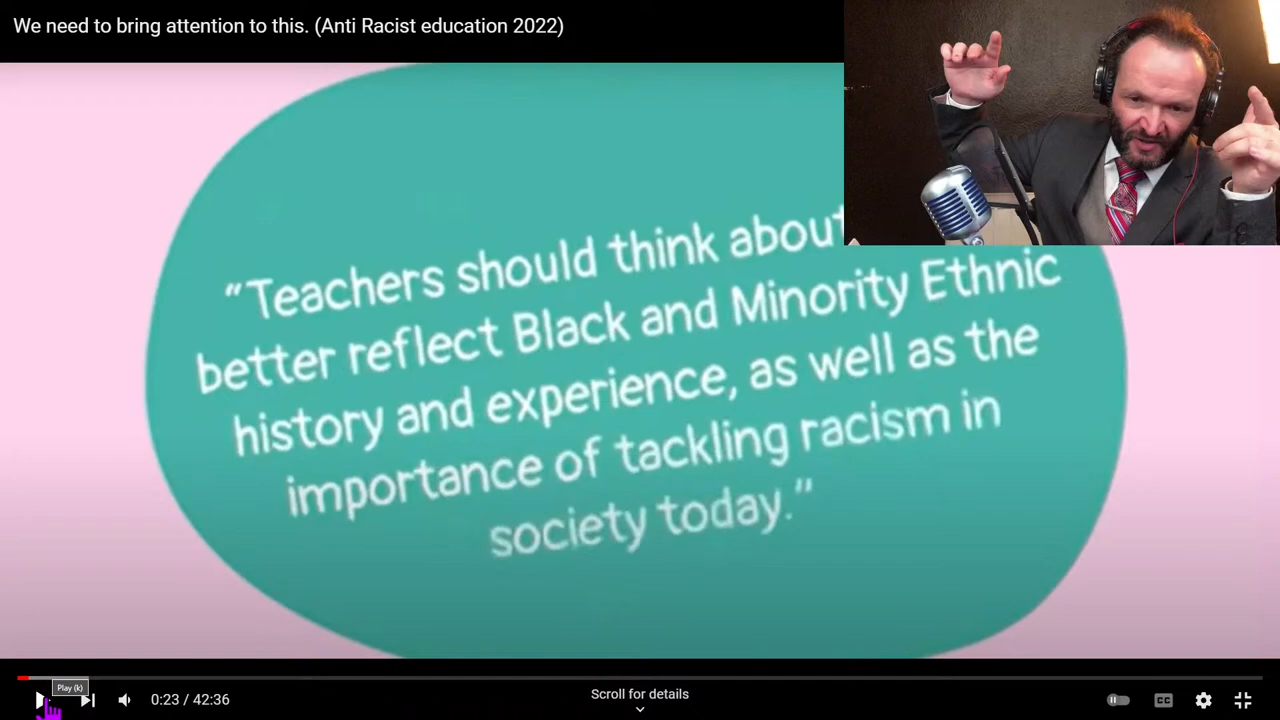 We need to bring attention to this. (Anti Racist education 2022)
“Teachers should think about
better reflect Black and Minority Ethnic
history and experience, as well as the
importance of tackling racism in
society today.”
Play (k)
0:23 / 42:36
Scroll for details
CC